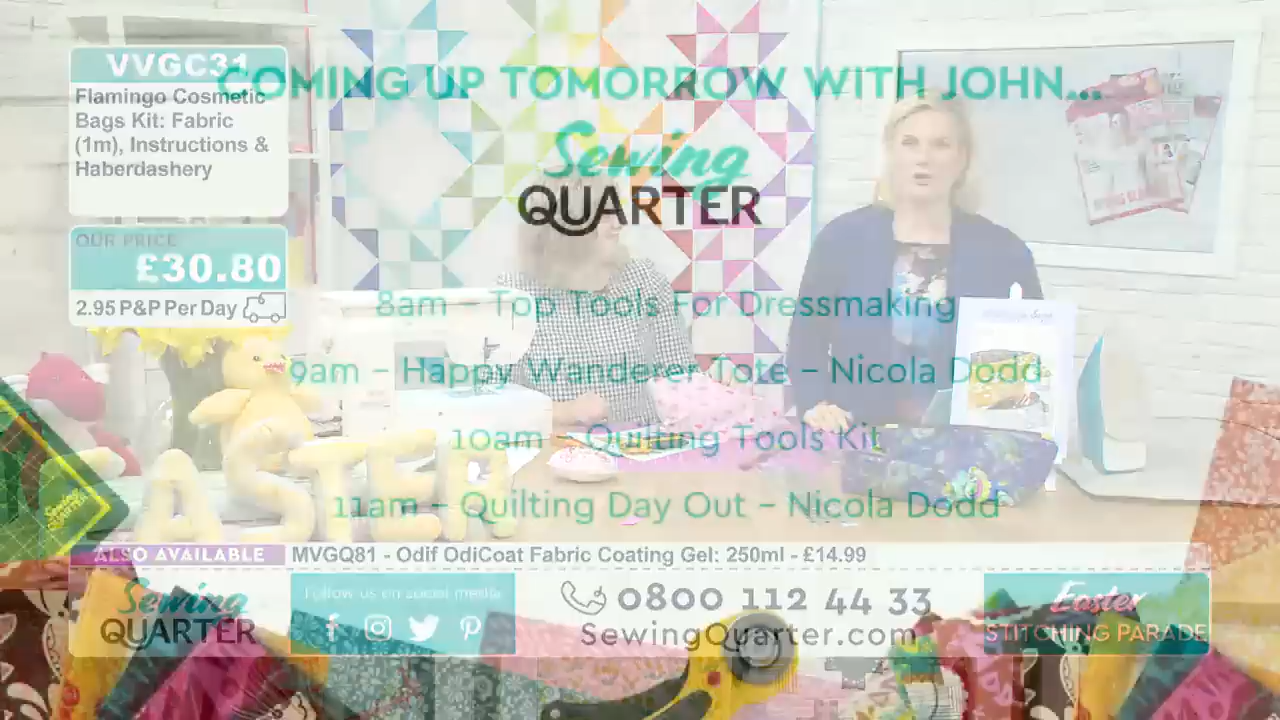 COMING UP TOMORROW WITH JOHN...
Sewing
QUARTER
8am – Top Tools For Dressmaking
9am – Happy Wanderer Tote – Nicola Dodd
10am – Quilting Tools Kit
11am – Quilting Day Out – Nicola Dodd
VVGC31
Flamingo Cosmetic
Bags Kit: Fabric
(1m), Instructions &
Haberdashery
OUR PRICE
£30.80
2.95 P&P Per Day
EASTER
Sewing
QUARTER
ALSO AVAILABLE
MVGQ81 - Odif OdiCoat Fabric Coating Gel: 250ml - £14.99
Sewing
QUARTER
Follow us on social media
0800 112 44 33
SewingQuarter.com
Easter
STITCHING PARADE